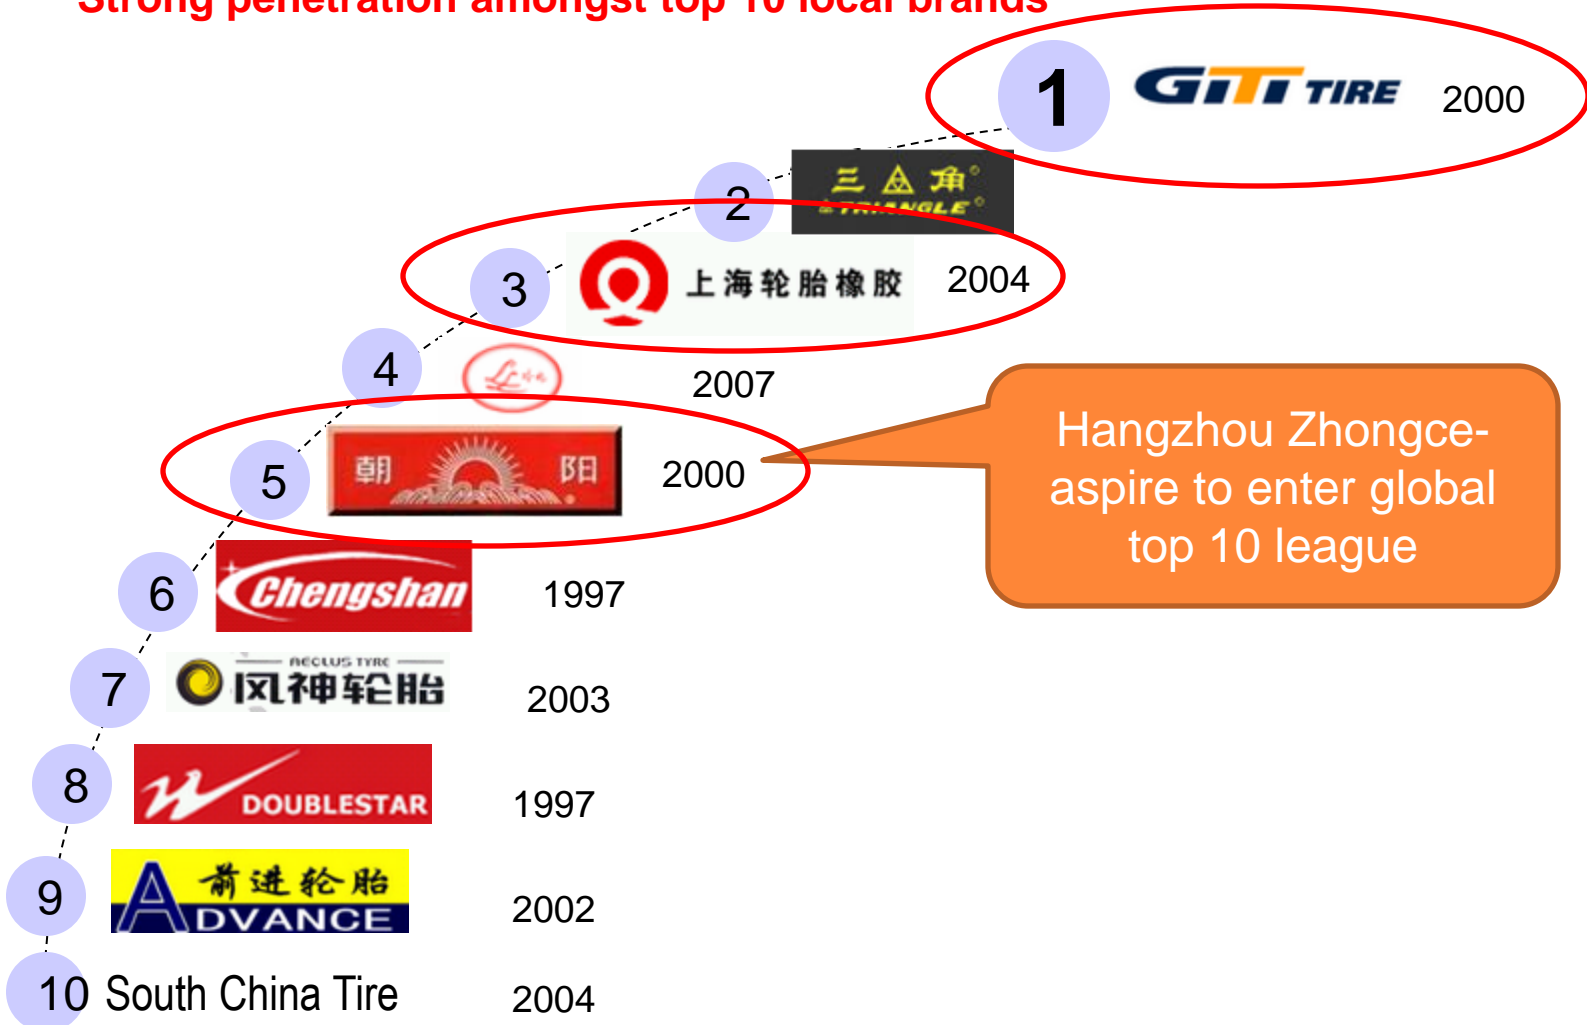 Strong penetration amongst top 10 local brands
1
GiTi TIRE
2000
2
三角
TRIANGLE
3
上海轮胎橡胶
2004
4
2007
5
朝阳
2000
Hangzhou Zhongce-
aspire to enter global
top 10 league
6
Chengshan
1997
7
AEOLUS TYRE
风神轮胎
2003
8
DOUBLESTAR
1997
9
前进轮胎
ADVANCE
2002
10
South China Tire
2004